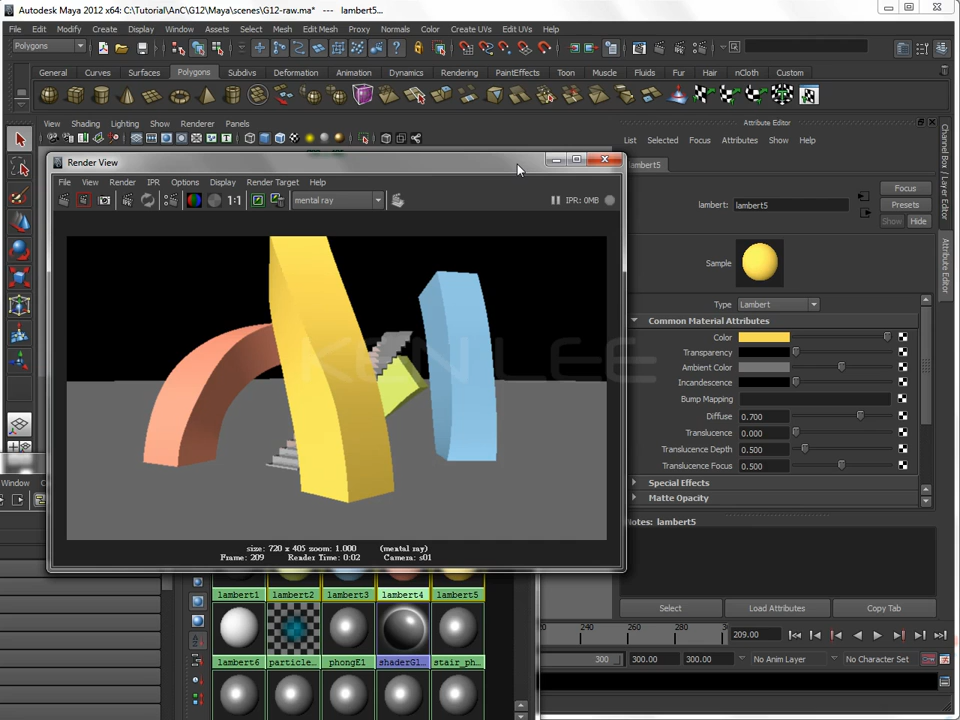 Autodesk Maya 2012 x64: C:\Tutorial\AnC\G12\Maya\scenes\G12-raw.ma* --- lambert5...
File Edit Modify Create Display Window Assets Select Mesh Edit Mesh Proxy Normals Color Create UVs Edit UVs Help
Polygons
General Curves Surfaces Polygons Subdivs Deformation Animation Dynamics Rendering PaintEffects Toon Muscle Fluids Fur Hair nCloth Custom
View Shading Lighting Show Renderer Panels
Attribute Editor
List Selected Focus Attributes Show Help
lambert5
Render View
File View Render IPR Options Display Render Target Help
1:1 mental ray IPR: 0MB
lambert: lambert5
Focus
Presets
Show Hide
Sample
Type Lambert
Common Material Attributes
Color
Transparency
Ambient Color
Incandescence
Bump Mapping
Diffuse 0.700
Translucence 0.000
Translucence Depth 0.500
Translucence Focus 0.500
Special Effects
Matte Opacity
Notes: lambert5
Select Load Attributes Copy Tab
KEN LEE
size: 720 x 405 zoom: 1.000 (mental ray)
Frame: 209 Render Time: 0:02 Camera: s01
Window
lambert1 lambert2 lambert3 lambert4 lambert5
lambert6 particle... phongE1 shaderGl... stair_ph...
240 260 280 209.00
300 300.00 300.00 No Anim Layer No Character Set
Channel Box / Layer Editor
Attribute Editor